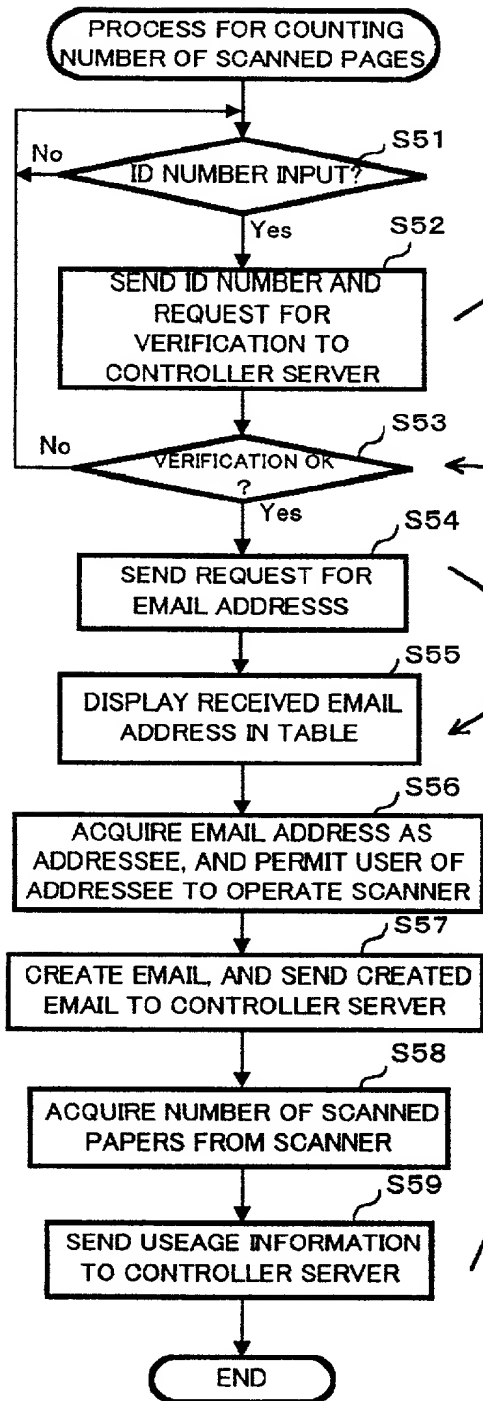 PROCESS FOR COUNTING
NUMBER OF SCANNED PAGES
S51
No
ID NUMBER INPUT?
Yes
S52
SEND ID NUMBER AND
REQUEST FOR
VERIFICATION TO
CONTROLLER SERVER
No
S53
VERIFICATION OK
?
Yes
S54
SEND REQUEST FOR
EMAIL ADDRESSS
S55
DISPLAY RECEIVED EMAIL
ADDRESS IN TABLE
S56
ACQUIRE EMAIL ADDRESS AS
ADDRESSEE, AND PERMIT USER OF
ADDRESSEE TO OPERATE SCANNER
S57
CREATE EMAIL, AND SEND CREATED
EMAIL TO CONTROLLER SERVER
S58
ACQUIRE NUMBER OF SCANNED
PAPERS FROM SCANNER
S59
SEND USEAGE INFORMATION
TO CONTROLLER SERVER
END